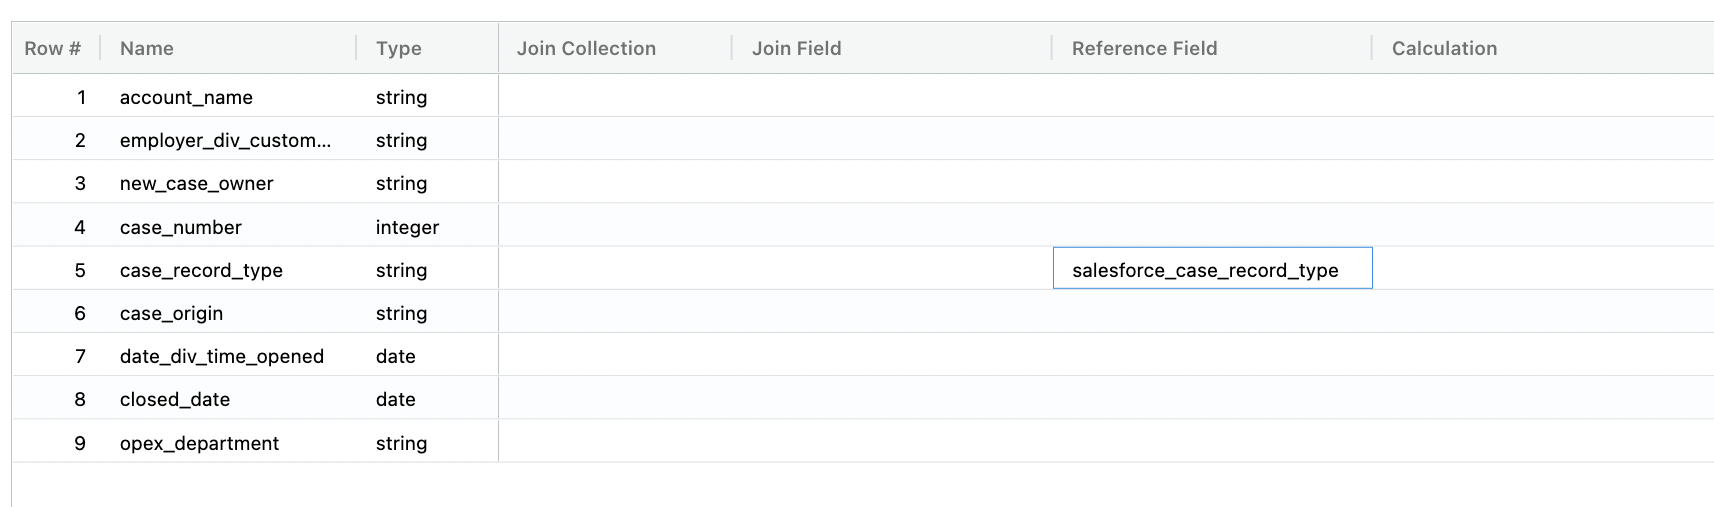 Row # Name Type Join Collection Join Field Reference Field Calculation
1 account_name string
2 employer_div_custom... string
3 new_case_owner string
4 case_number integer
5 case_record_type string salesforce_case_record_type
6 case_origin string
7 date_div_time_opened date
8 closed_date date
9 opex_department string